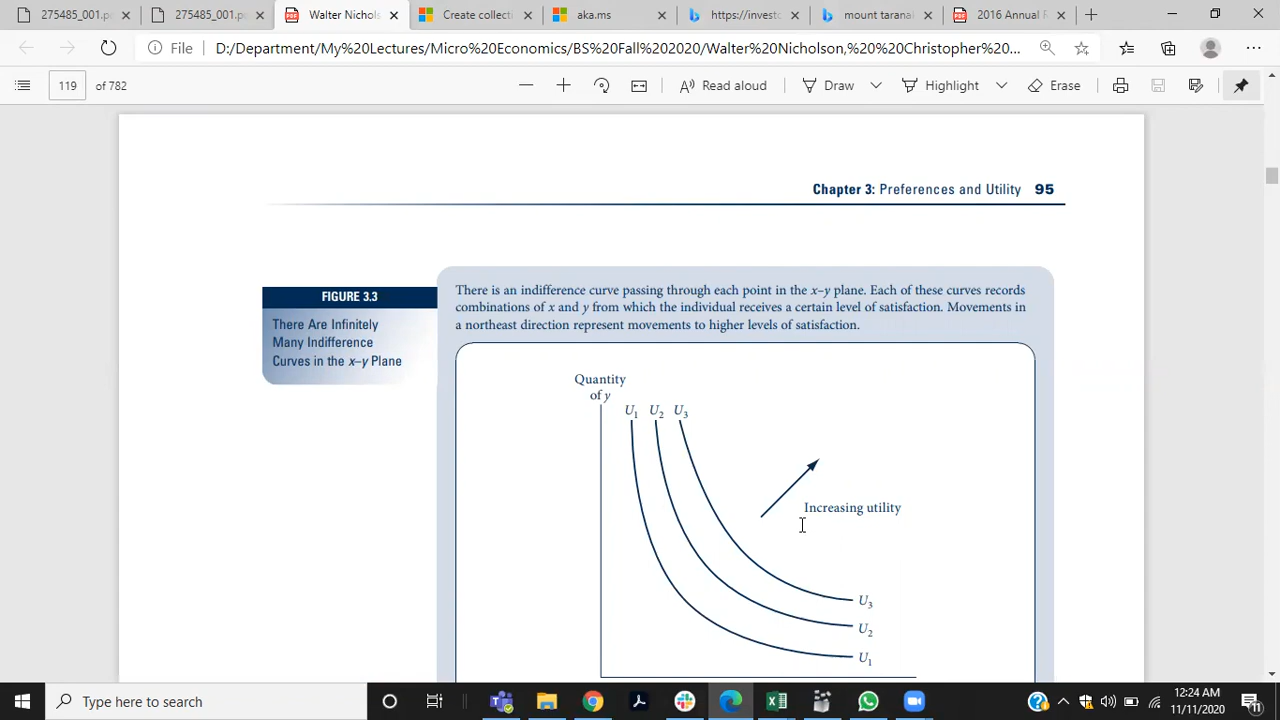 275485_001.p
275485_001.p
Walter Nichols
Create collecti
aka.ms
https://investo
mount tarana
2016 Annual R
File
D:/Department/My%20Lectures/Micro%20Economics/BS%20Fall%202020/Walter%20Nicholson,%20%20Christopher%20...
119 of 782
Read aloud
Draw
Highlight
Erase
Chapter 3: Preferences and Utility 95
FIGURE 3.3
There Are Infinitely
Many Indifference
Curves in the x–y Plane
There is an indifference curve passing through each point in the x–y plane. Each of these curves records
combinations of x and y from which the individual receives a certain level of satisfaction. Movements in
a northeast direction represent movements to higher levels of satisfaction.
Quantity
of y
U1 U2 U3
Increasing utility
U3
U2
U1
Type here to search
12:24 AM
11/11/2020
11